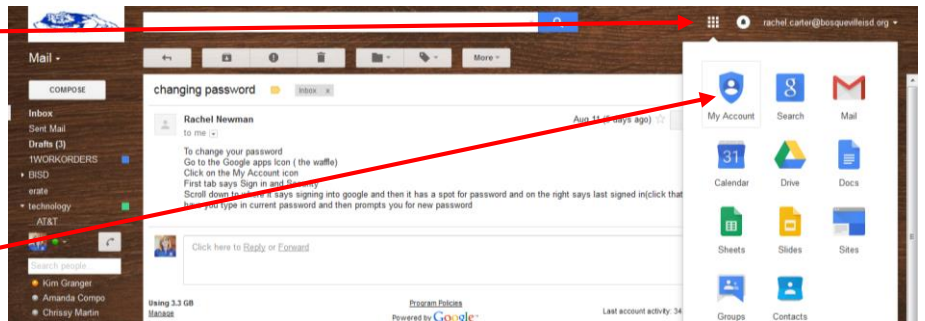 rachel.carter@bosquevilleisd.org
Mail
More
COMPOSE
changing password
Inbox x
Inbox
Sent Mail
Drafts (3)
1WORKORDERS
BISD
erate
technology
AT&T
Search people...
Kim Granger
Amanda Compo
Chrissy Martin
Rachel Newman
Aug 11 days ago)
to me
To change your password
Go to the Google apps Icon ( the waffle)
Click on the My Account icon
First tab says Sign in and Security
Scroll down to where it says signing into google and then it has a spot for password and on the right says last signed in(click that
have you type in current password and then prompts you for new password
Click here to Reply or Forward
Using 3.3 GB
Manage
Program Policies
Powered by Google
Last account activity: 34
My Account
Search
Mail
31
Calendar
Drive
Docs
Sheets
Slides
Sites
Groups
Contacts